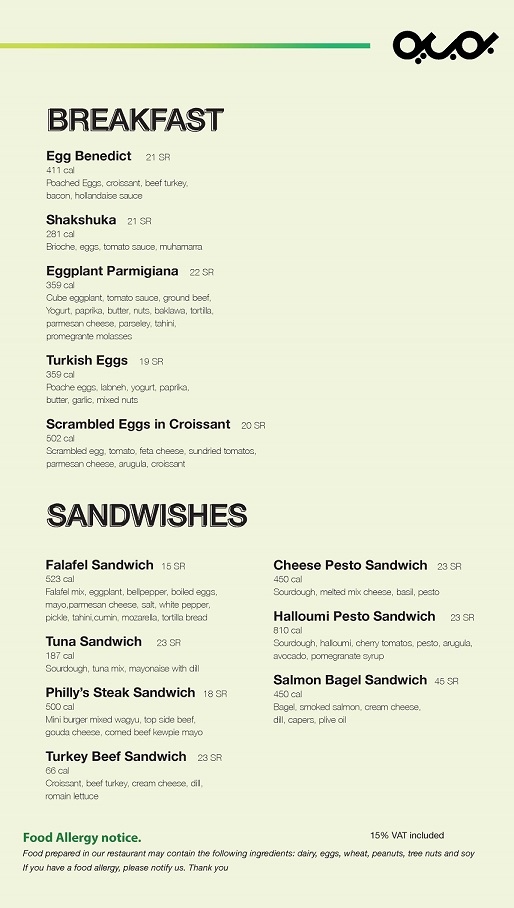 BREAKFAST
Egg Benedict 21 SR
411 cal
Poached Eggs, croissant, beef turkey,
bacon, hollandaise sauce
Shakshuka 21 SR
281 cal
Brioche, eggs, tomato sauce, muhamarra
Eggplant Parmigiana 22 SR
359 cal
Cube eggplant, tomato sauce, ground beef,
Yogurt, paprika, butter, nuts, baklawa, tortilla,
parmesan cheese, parseley, tahini,
promegrante molasses
Turkish Eggs 19 SR
359 cal
Poache eggs, labneh, yogurt, paprika,
butter, garlic, mixed nuts
Scrambled Eggs in Croissant 20 SR
502 cal
Scrambled egg, tomato, feta cheese, sundried tomatos,
parmesan cheese, arugula, croissant
SANDWISHES
Falafel Sandwich 15 SR
523 cal
Falafel mix, eggplant, bellpepper, boiled eggs,
mayo,parmesan cheese, salt, white pepper,
pickle, tahini,cumin, mozarella, tortilla bread
Tuna Sandwich 23 SR
187 cal
Sourdough, tuna mix, mayonaise with dill
Philly's Steak Sandwich 18 SR
500 cal
Mini burger mixed wagyu, top side beef,
gouda cheese, corned beef kewpie mayo
Turkey Beef Sandwich 23 SR
66 cal
Croissant, beef turkey, cream cheese, dill,
romain lettuce
Cheese Pesto Sandwich 23 SR
450 cal
Sourdough, melted mix cheese, basil, pesto
Halloumi Pesto Sandwich 23 SR
810 cal
Sourdough, halloumi, cherry tomatos, pesto, arugula,
avocado, pomegranate syrup
Salmon Bagel Sandwich 45 SR
450 cal
Bagel, smoked salmon, cream cheese,
dill, capers, plive oil
Food Allergy notice.
15% VAT included
Food prepared in our restaurant may contain the following ingredients: dairy, eggs, wheat, peanuts, tree nuts and soy
If you have a food allergy, please notify us. Thank you